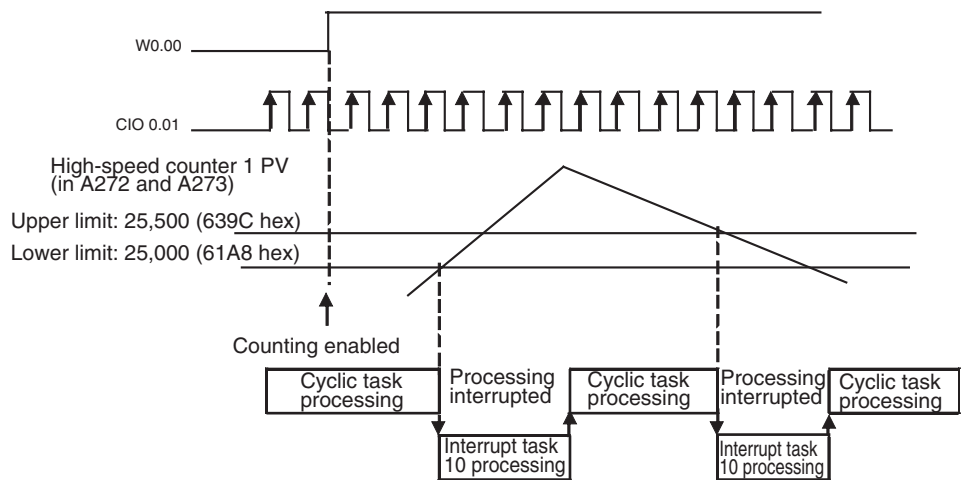 W0.00
CIO 0.01
High-speed counter 1 PV
(in A272 and A273)
Upper limit: 25,500 (639C hex)
Lower limit: 25,000 (61A8 hex)
Counting enabled
Cyclic task
processing
Processing
interrupted
Cyclic task
processing
Processing
interrupted
Cyclic task
processing
Interrupt task
10 processing
Interrupt task
10 processing